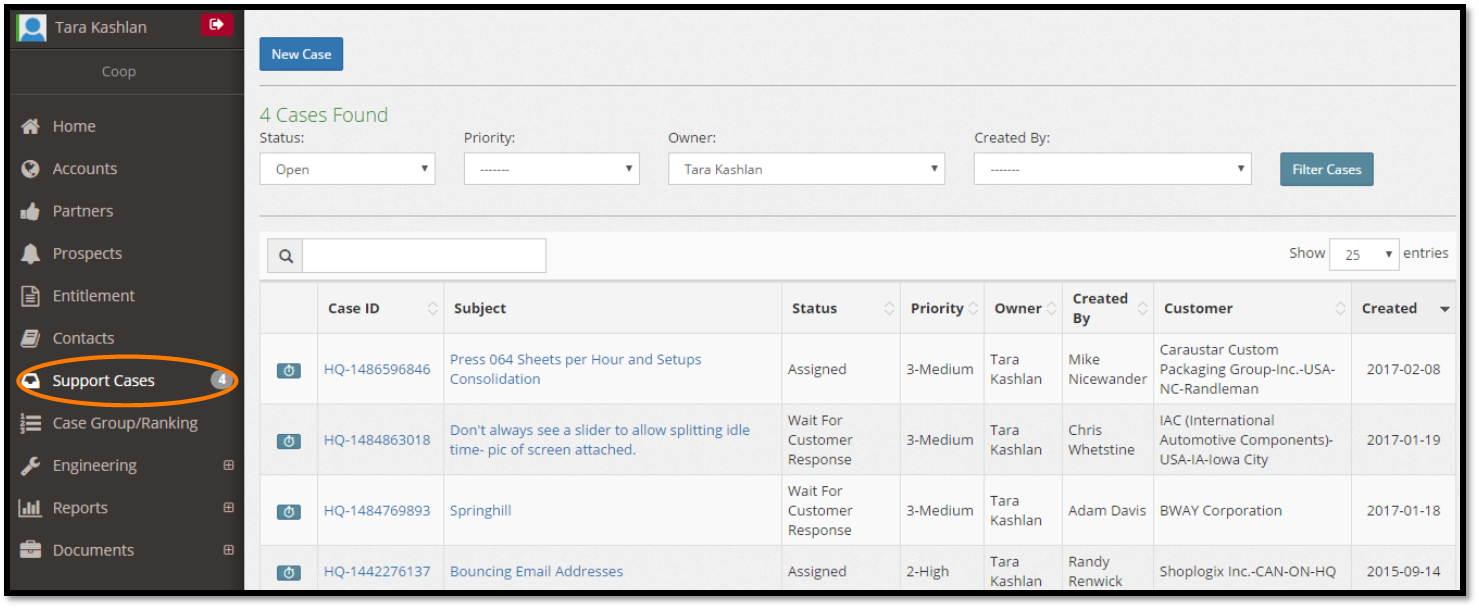 Tara Kashlan
Coop
Home
Accounts
Partners
Prospects
Entitlement
Contacts
Support Cases 4
Case Group/Ranking
Engineering
Reports
Documents
New Case
4 Cases Found
Status: Priority: Owner: Created By:
Open ------- Tara Kashlan ------- Filter Cases
Show 25 entries
Case ID Subject Status Priority Owner Created By Customer Created
HQ-1486596846
Press 064 Sheets per Hour and Setups
Consolidation
Assigned
3-Medium
Tara
Kashlan
Mike
Nicewander
Caraustar Custom
Packaging Group-Inc.-USA-
NC-Randleman
2017-02-08
HQ-1484863018
Don't always see a slider to allow splitting idle
time- pic of screen attached.
Wait For
Customer
Response
3-Medium
Tara
Kashlan
Chris
Whetstine
IAC (International
Automotive Components)-
USA-IA-Iowa City
2017-01-19
HQ-1484769893
Springhill
Wait For
Customer
Response
3-Medium
Tara
Kashlan
Adam Davis
BWAY Corporation
2017-01-18
HQ-1442276137
Bouncing Email Addresses
Assigned
2-High
Tara
Kashlan
Randy
Renwick
Shoplogix Inc.-CAN-ON-HQ
2015-09-14